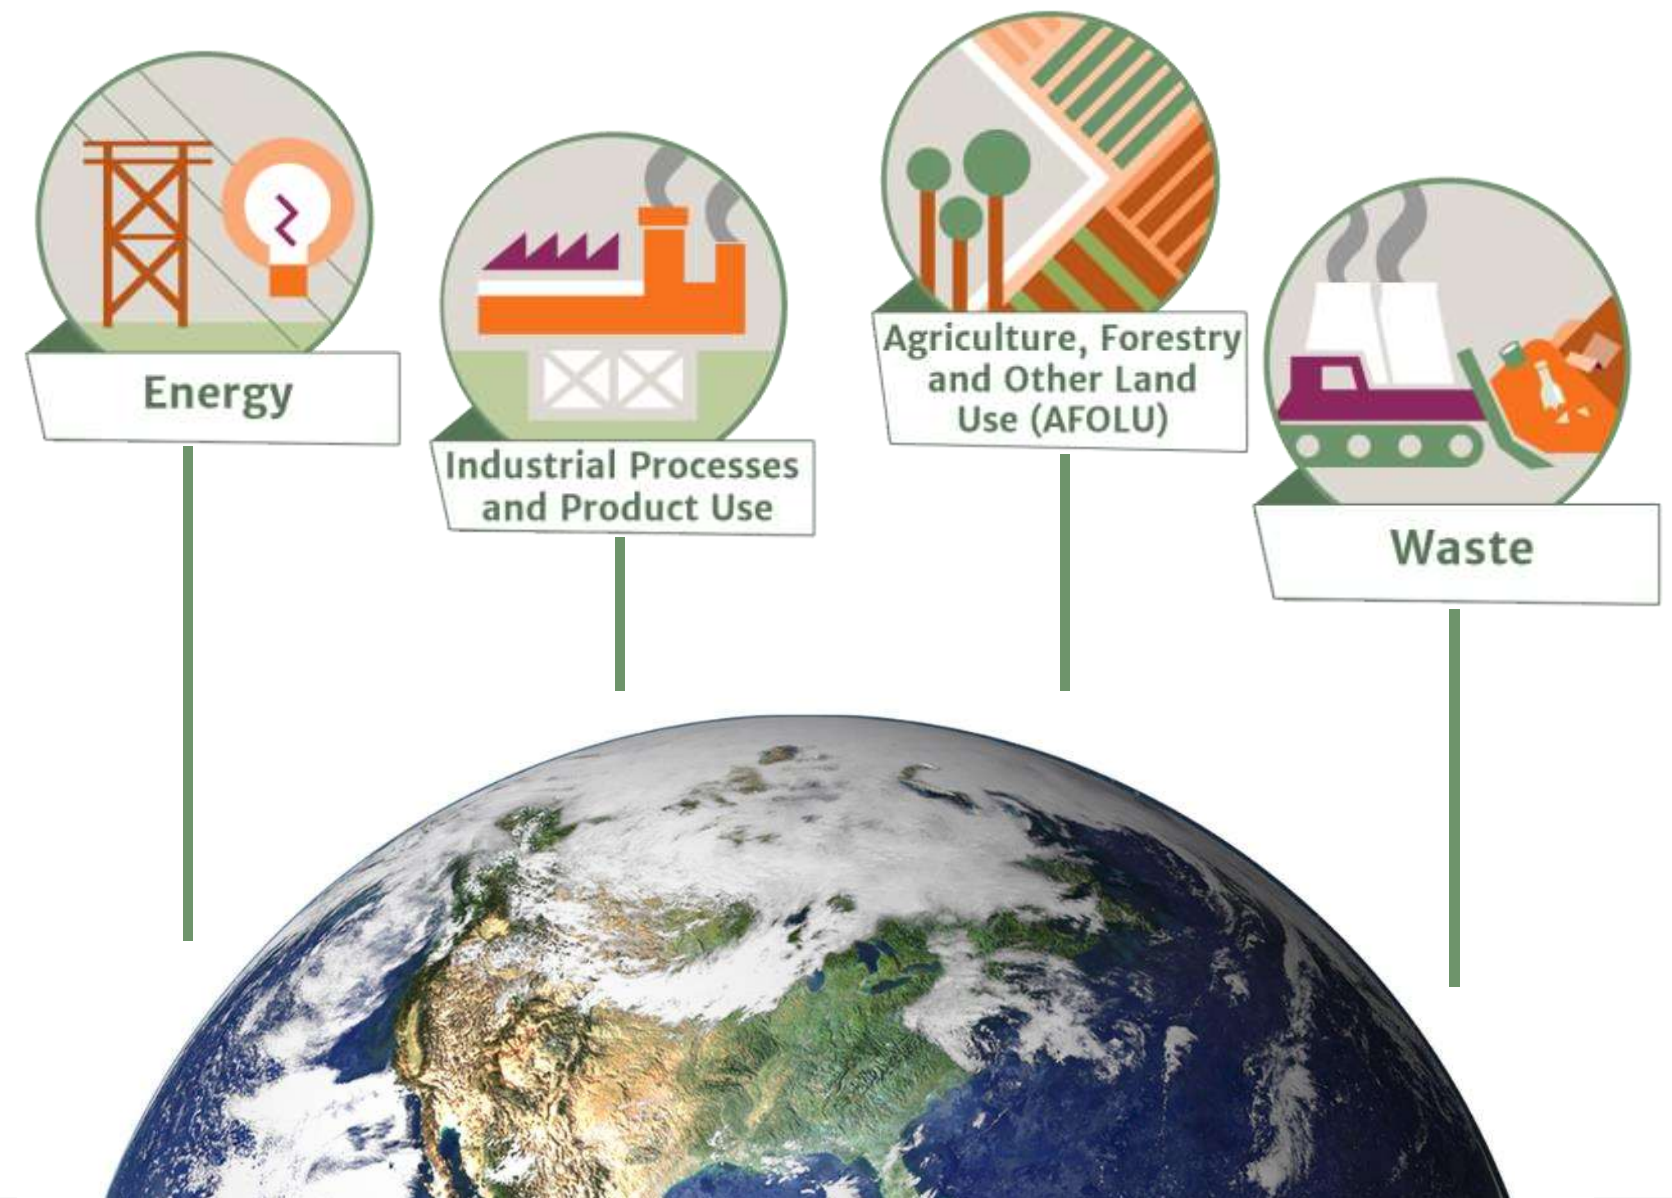 Energy
Industrial Processes
and Product Use
Agriculture, Forestry
and Other Land
Use (AFOLU)
Waste